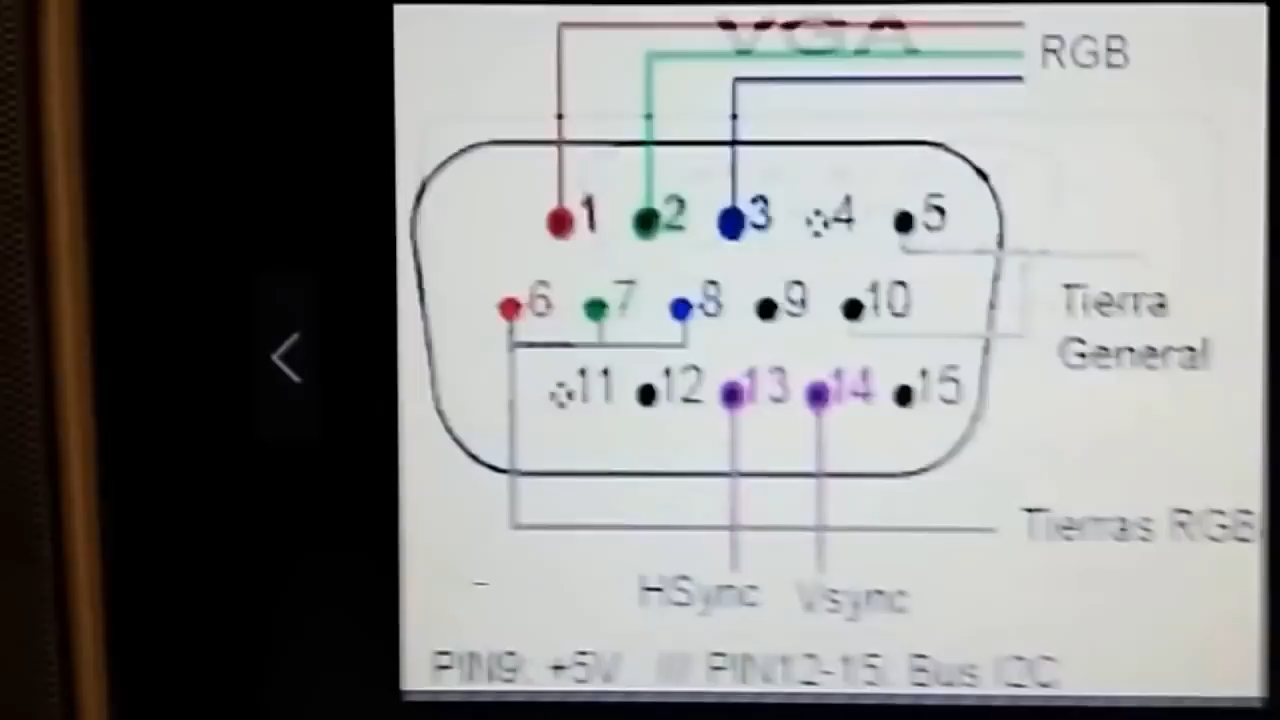 VGA
RGB
1 2 3 4 5
6 7 8 9 10
Tierra
General
11 12 13 14 15
Tierras RGB
HSync Vsync
PIN9: +5V /// PIN12-15: Bus I2C